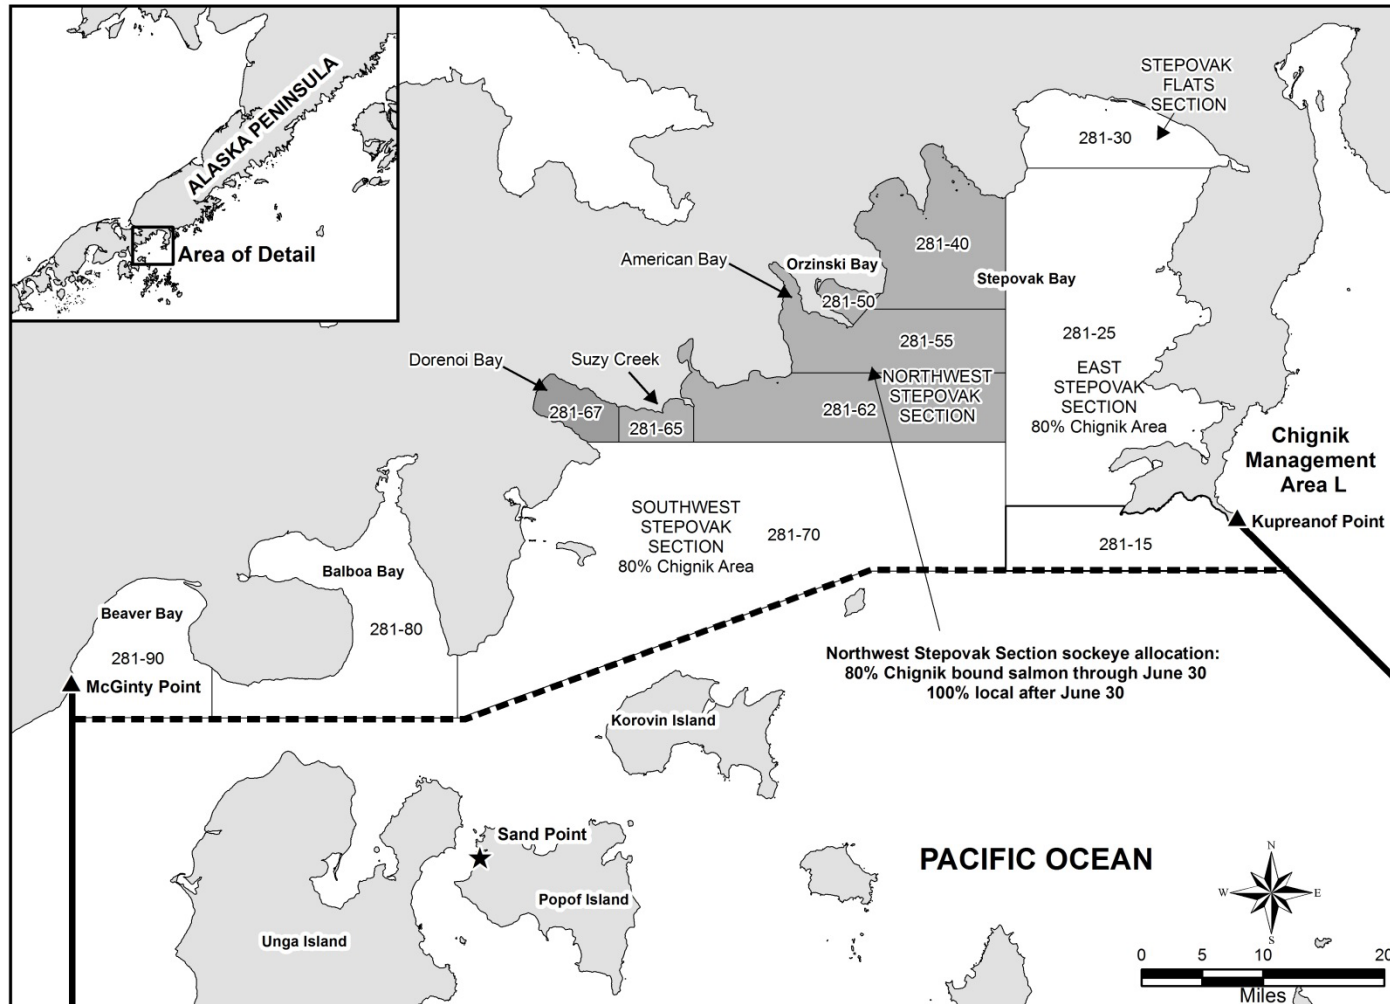 ALASKA PENINSULA
Area of Detail
STEPOVAK
FLATS
SECTION
281-30
281-40
American Bay
Orzinski Bay
281-50
Stepovak Bay
281-55
281-25
Dorenoi Bay
Suzy Creek
281-67
281-65
281-62
NORTHWEST
STEPOVAK
SECTION
EAST
STEPOVAK
SECTION
80% Chignik Area
Chignik
Management
Area L
Kupreanof Point
SOUTHWEST
STEPOVAK
SECTION
80% Chignik Area
281-70
281-15
Balboa Bay
Beaver Bay
281-80
281-90
McGinty Point
Northwest Stepovak Section sockeye allocation:
80% Chignik bound salmon through June 30
100% local after June 30
Korovin Island
Sand Point
Popof Island
Unga Island
PACIFIC OCEAN
N
W
E
S
0 5 10 20
Miles